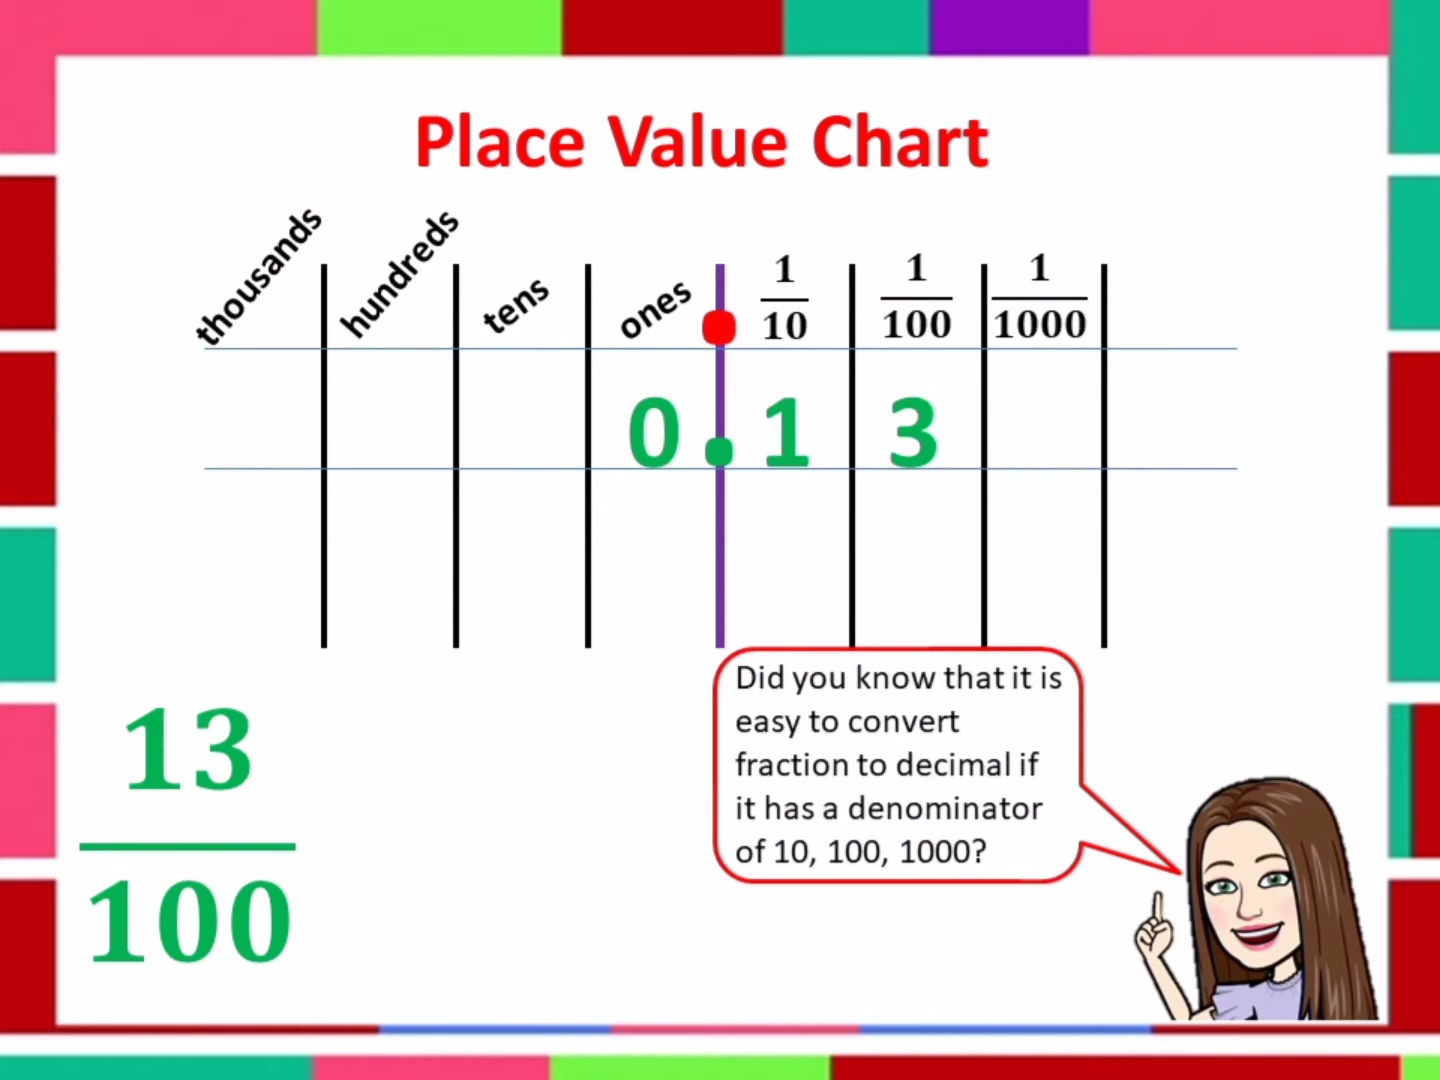 Place Value Chart
thousands hundreds tens ones . 1/10 1/100 1/1000
0 . 1 3
13
100
Did you know that it is
easy to convert
fraction to decimal if
it has a denominator
of 10, 100, 1000?